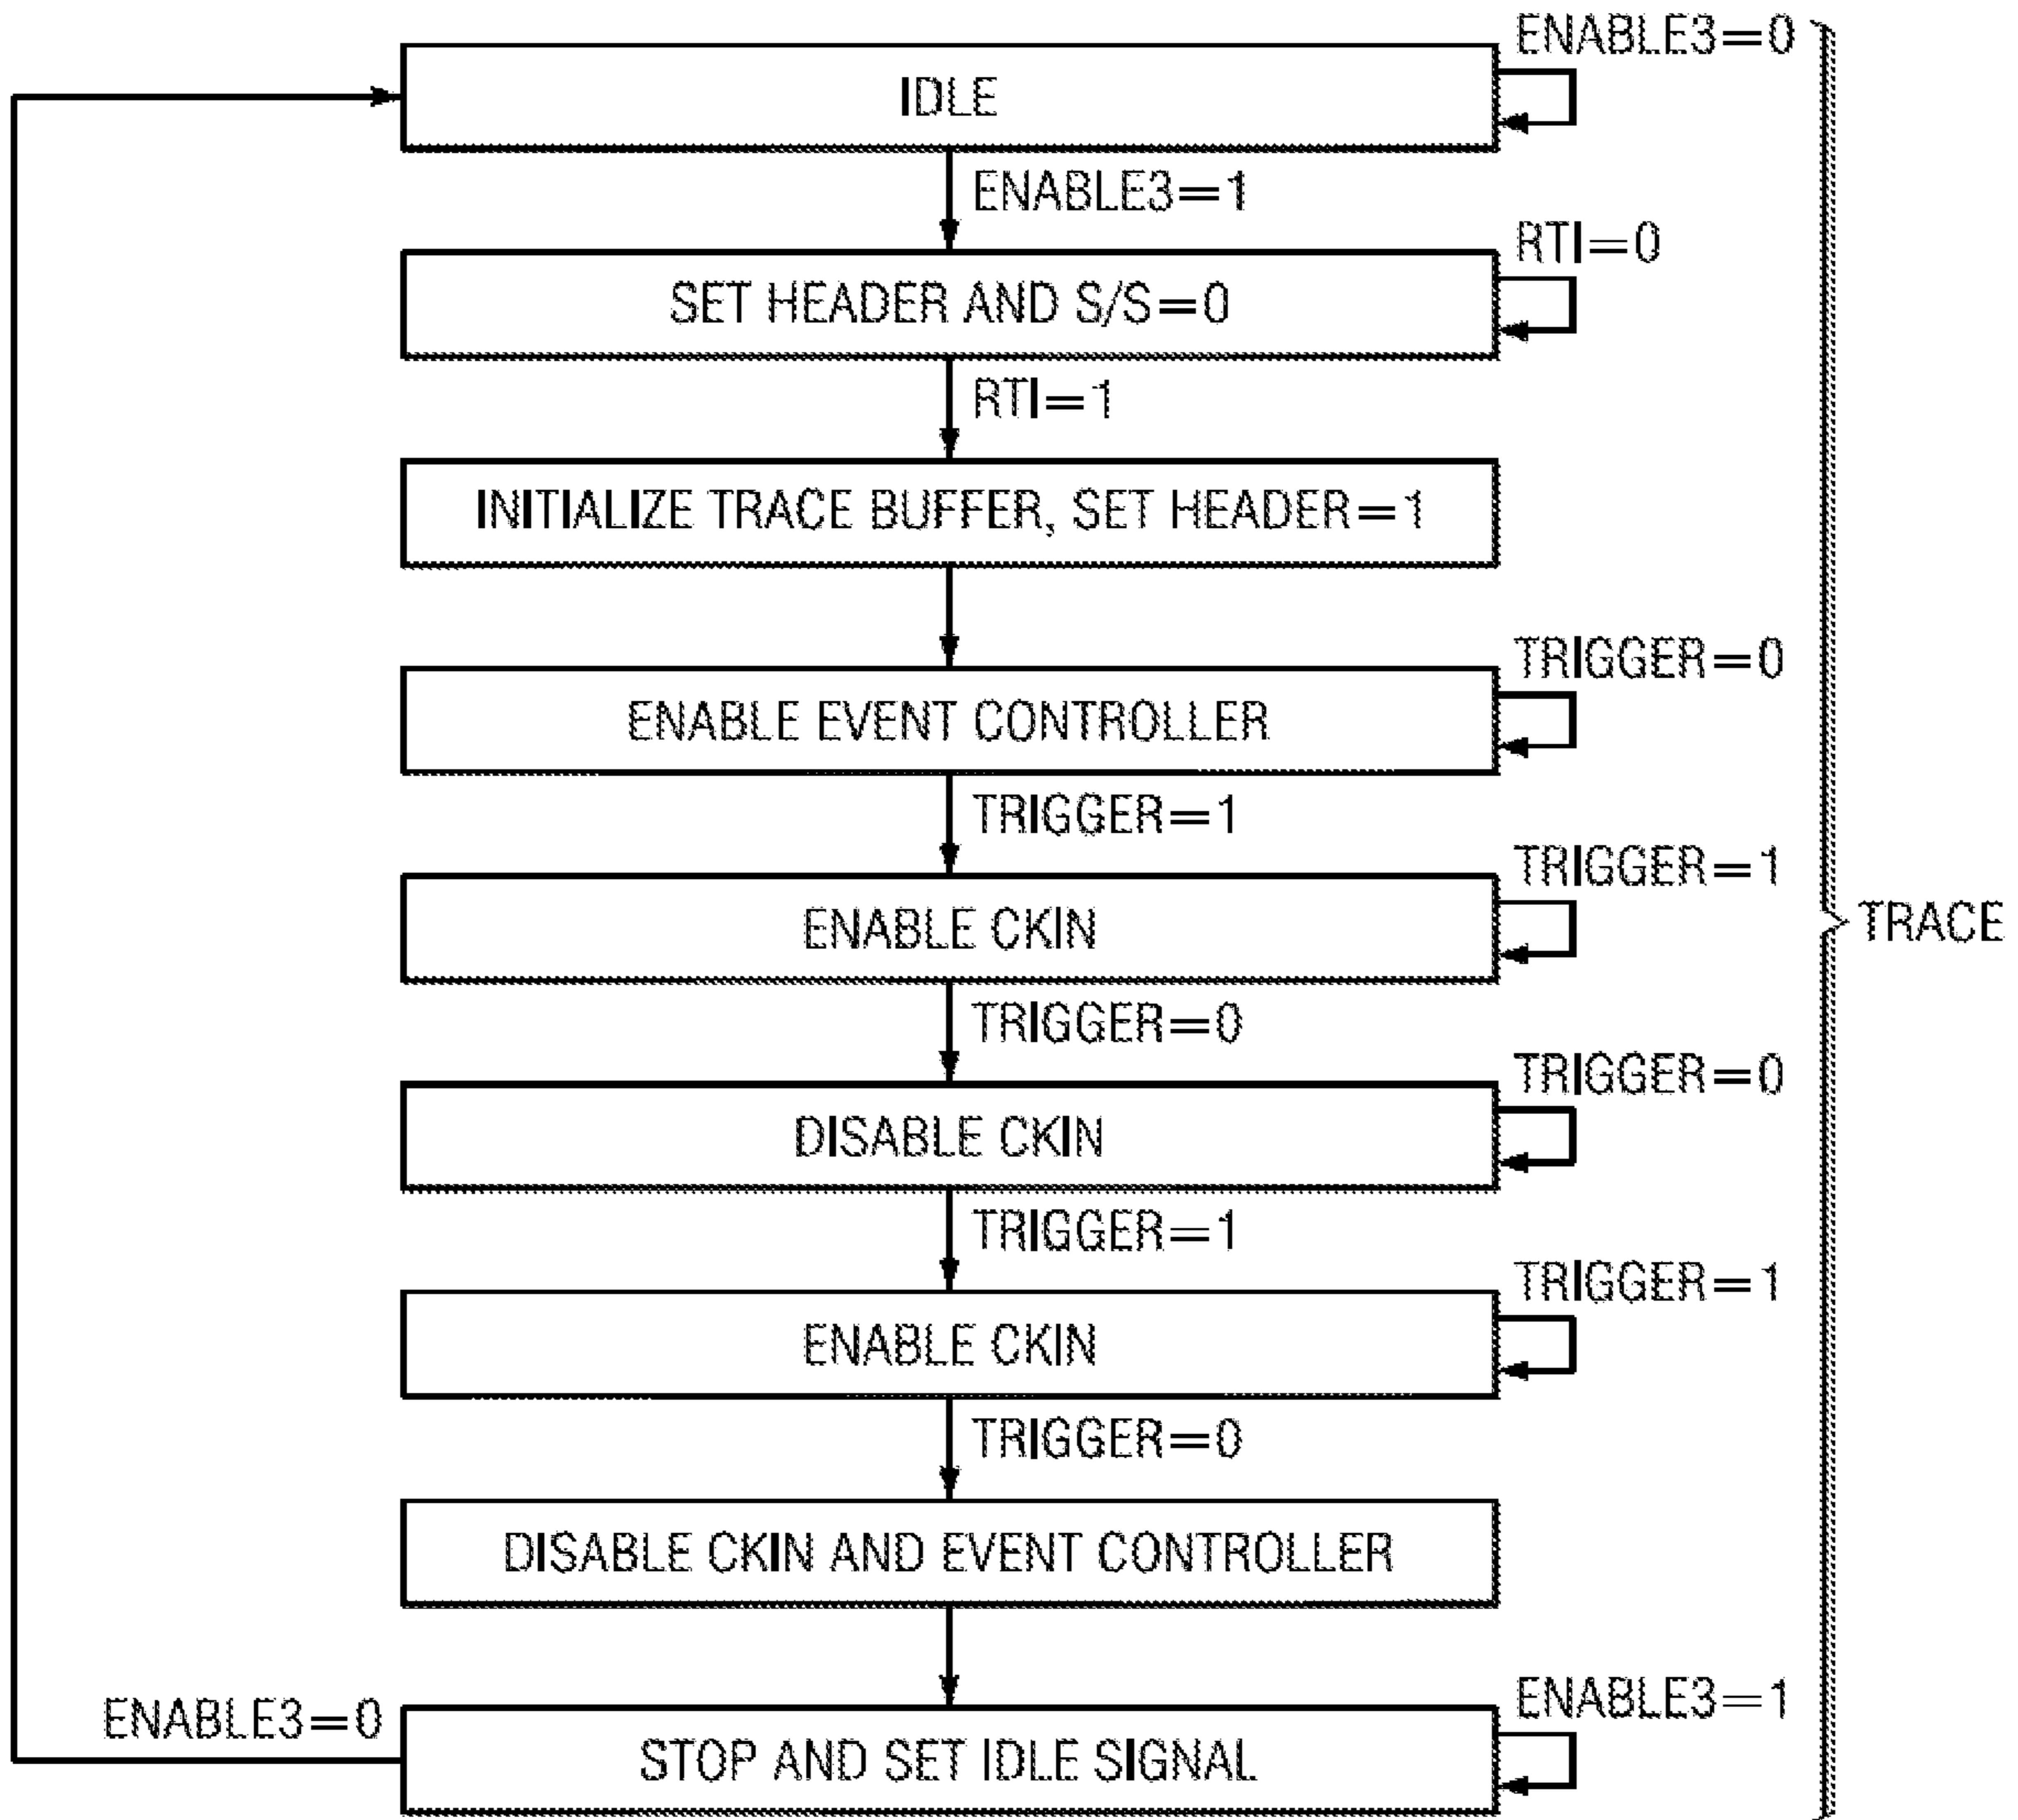 ENABLE3=0
IDLE
ENABLE3=1
RTI=0
SET HEADER AND S/S=0
RTI=1
INITIALIZE TRACE BUFFER, SET HEADER=1
TRIGGER=0
ENABLE EVENT CONTROLLER
TRIGGER=1
TRIGGER=1
ENABLE CKIN
TRACE
TRIGGER=0
TRIGGER=0
DISABLE CKIN
TRIGGER=1
TRIGGER=1
ENABLE CKIN
TRIGGER=0
DISABLE CKIN AND EVENT CONTROLLER
ENABLE3=0
ENABLE3=1
STOP AND SET IDLE SIGNAL